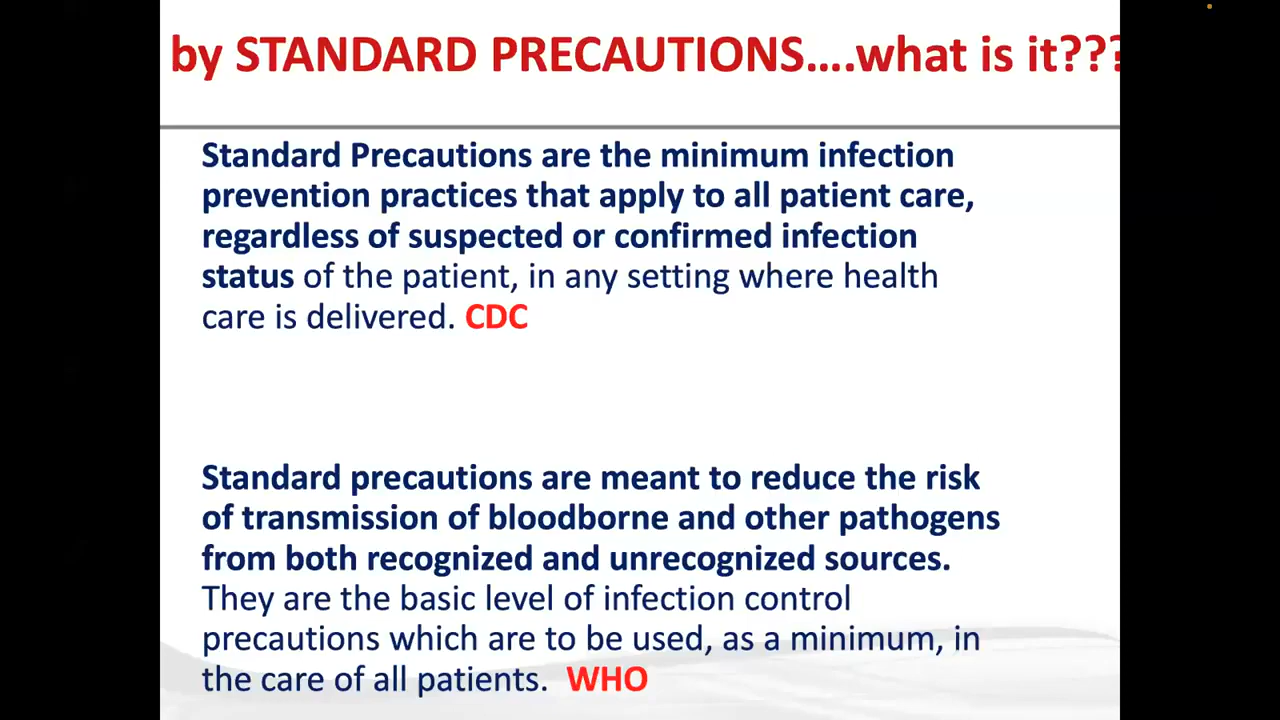 by STANDARD PRECAUTIONS....what is it???
Standard Precautions are the minimum infection
prevention practices that apply to all patient care,
regardless of suspected or confirmed infection
status of the patient, in any setting where health
care is delivered. CDC
Standard precautions are meant to reduce the risk
of transmission of bloodborne and other pathogens
from both recognized and unrecognized sources.
They are the basic level of infection control
precautions which are to be used, as a minimum, in
the care of all patients. WHO